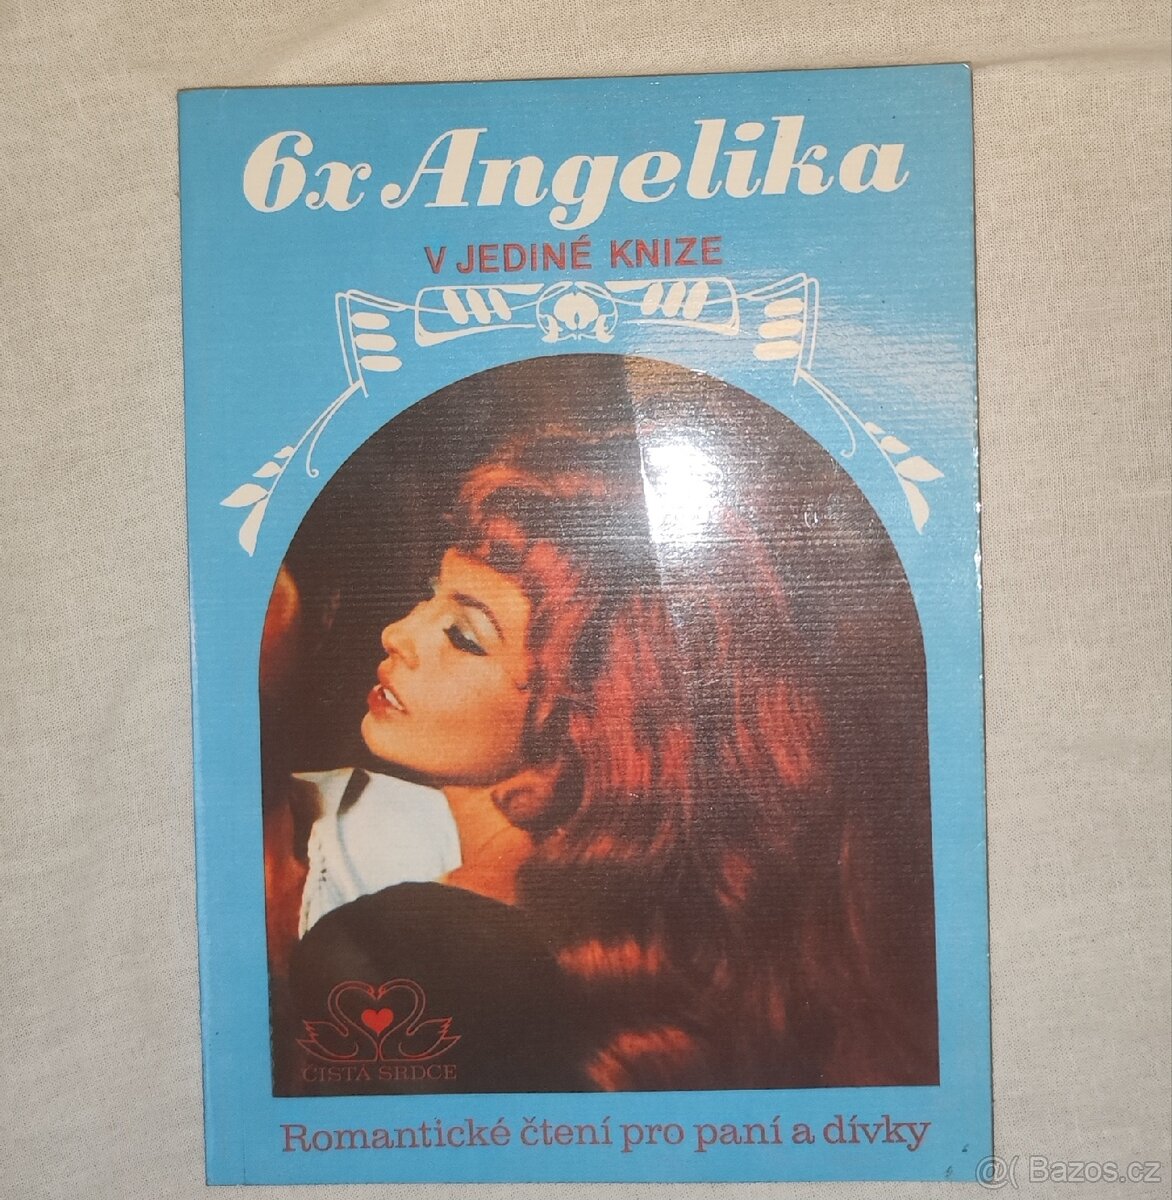 6x Angelika
V JEDINÉ KNIZE
ČISTÁ SRDCE
Romantické čtení pro paní a dívky
@( Bazos.cz